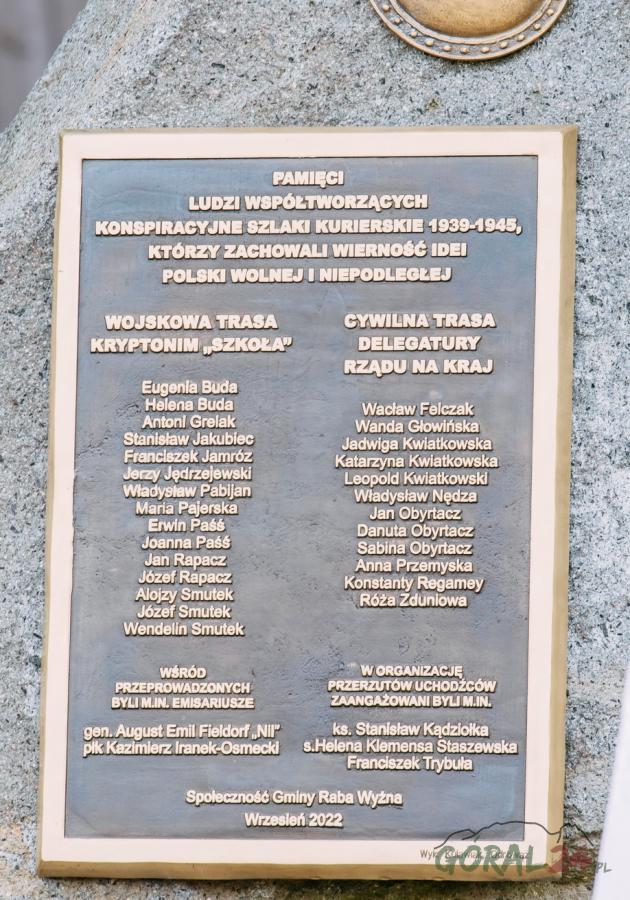 PAMIĘCI
LUDZI WSPÓŁTWORZĄCYCH
KONSPIRACYJNE SZLAKI KURIERSKIE 1939-1945,
KTÓRZY ZACHOWALI WIERNOŚĆ IDEI
POLSKI WOLNEJ I NIEPODLEGŁEJ
WOJSKOWA TRASA
KRYPTONIM „SZKOŁA”
Eugenia Buda
Helena Buda
Antoni Grelak
Stanisław Jakubiec
Franciszek Jamróz
Jerzy Jędrzejewski
Władysław Pabijan
Maria Pajerska
Erwin Paśś
Joanna Paśś
Jan Rapacz
Józef Rapacz
Alojzy Smutek
Józef Smutek
Wendelin Smutek
WŚRÓD
PRZEPROWADZONYCH
BYLI M.IN. EMISARIUSZE
gen. August Emil Fieldorf „Nil”
płk Kazimierz Iranek-Osmecki
CYWILNA TRASA
DELEGATURY
RZĄDU NA KRAJ
Wacław Felczak
Wanda Głowińska
Jadwiga Kwiatkowska
Katarzyna Kwiatkowska
Leopold Kwiatkowski
Władysław Nędza
Jan Obyrtacz
Danuta Obyrtacz
Sabina Obyrtacz
Anna Przemyska
Konstanty Regamey
Róża Zduniowa
W ORGANIZACJĘ
PRZERZUTÓW UCHODŹCÓW
ZAANGAŻOWANI BYLI M.IN.
ks. Stanisław Kądziołka
s.Helena Klemensa Staszewska
Franciszek Trybuła
Społeczność Gminy Raba Wyżna
Wrzesień 2022
GÓRAL24.PL